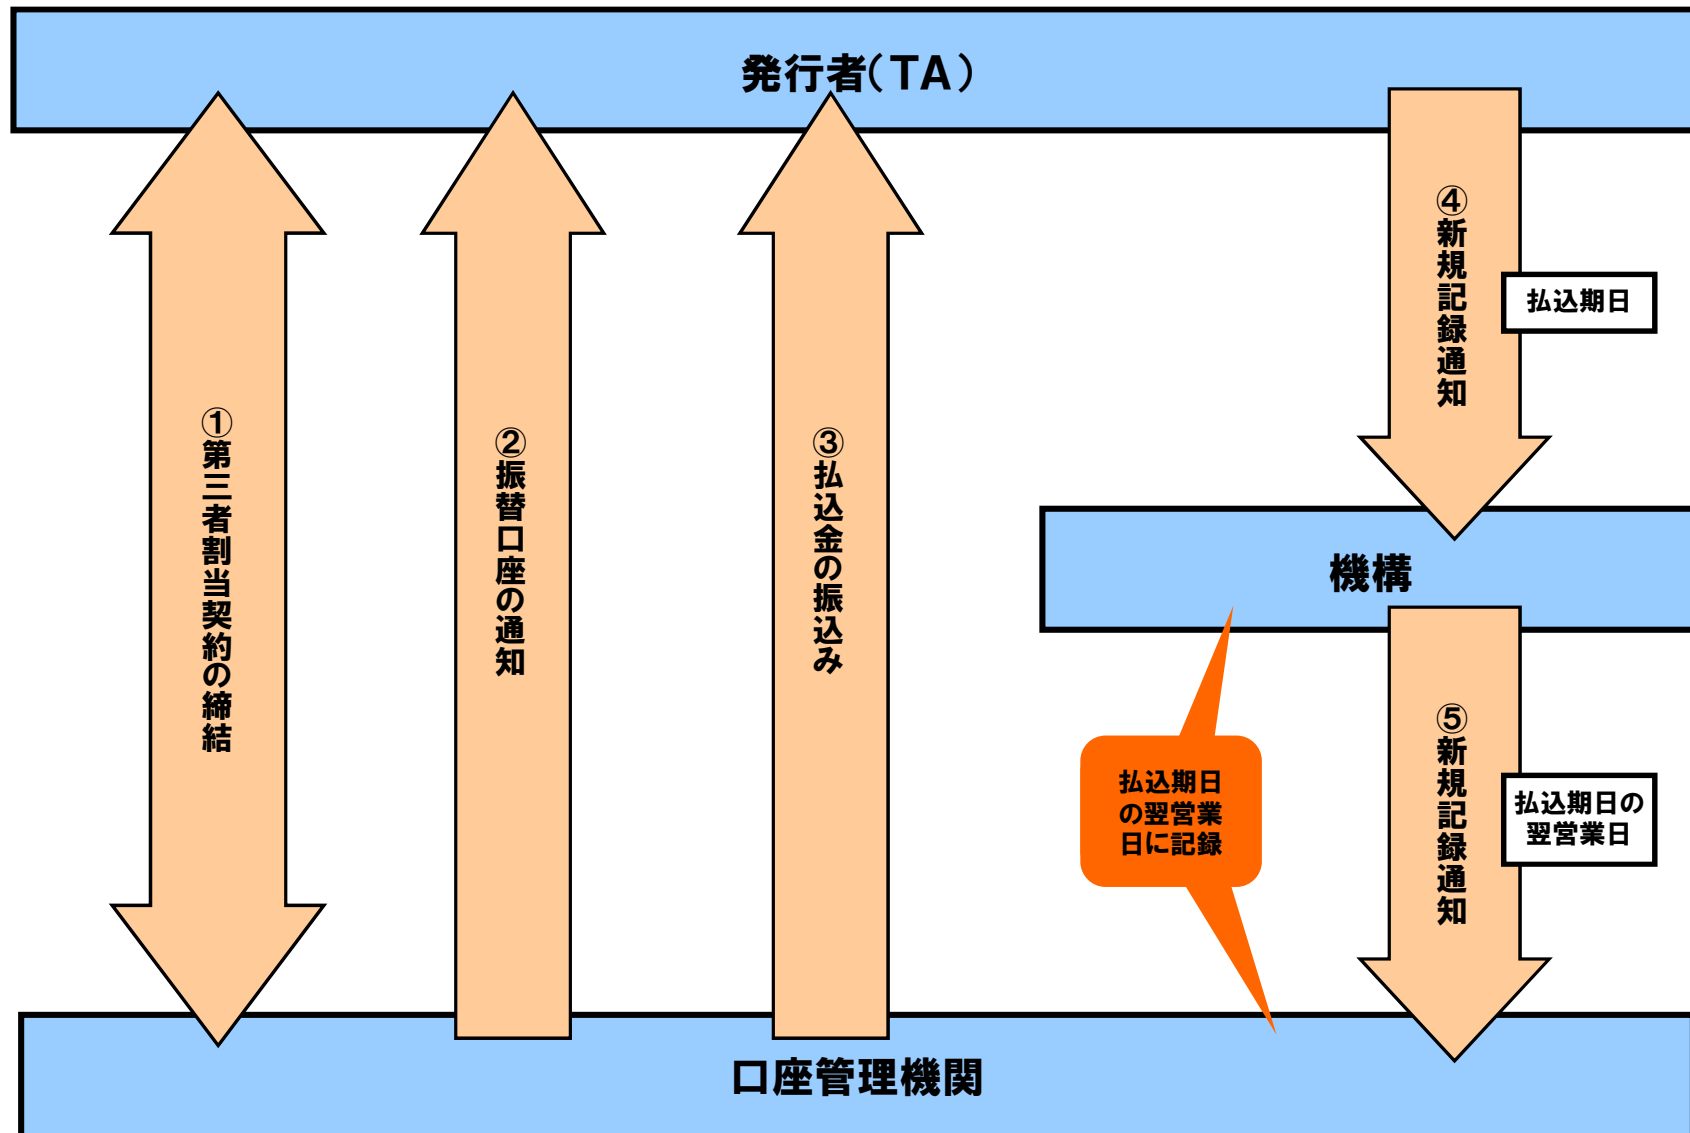 発行者（TA）
①第三者割当契約の締結
②振替口座の通知
③払込金の振込み
④新規記録通知
払込期日
機構
払込期日
の翌営業
日に記録
⑤新規記録通知
払込期日の
翌営業日
口座管理機関